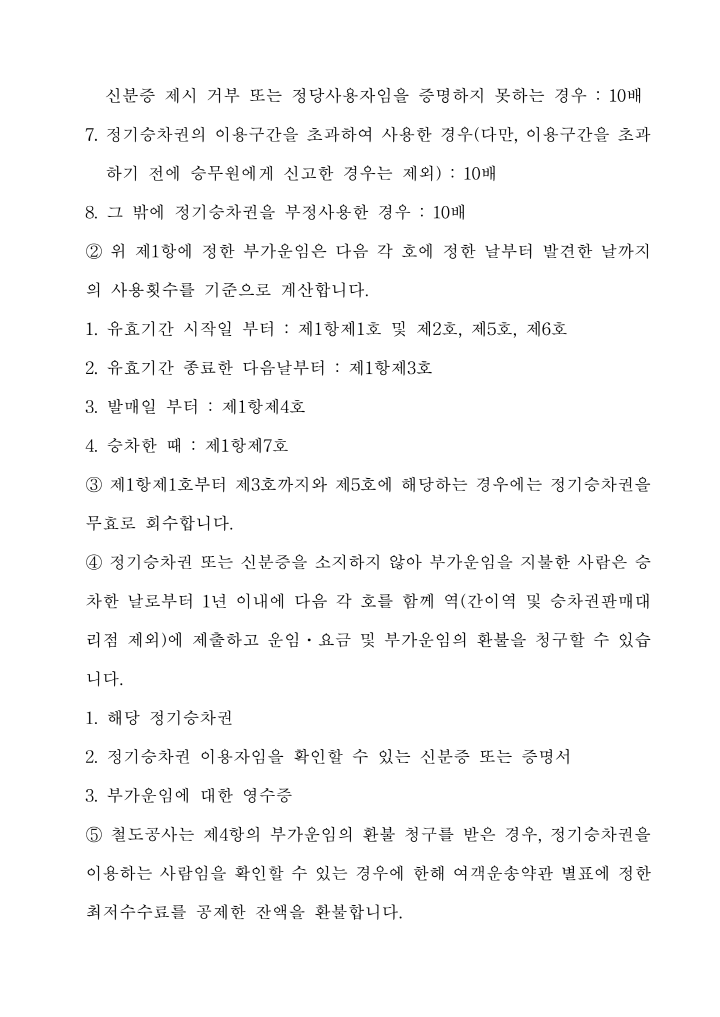 신분증 제시 거부 또는 정당사용자임을 증명하지 못하는 경우 : 10배
7. 정기승차권의 이용구간을 초과하여 사용한 경우(다만, 이용구간을 초과
하기 전에 승무원에게 신고한 경우는 제외) : 10배
8. 그 밖에 정기승차권을 부정사용한 경우 : 10배
② 위 제1항에 정한 부가운임은 다음 각 호에 정한 날부터 발견한 날까지
의 사용횟수를 기준으로 계산합니다.
1. 유효기간 시작일 부터 : 제1항제1호 및 제2호, 제5호, 제6호
2. 유효기간 종료한 다음날부터 : 제1항제3호
3. 발매일 부터 : 제1항제4호
4. 승차한 때 : 제1항제7호
③ 제1항제1호부터 제3호까지와 제5호에 해당하는 경우에는 정기승차권을
무효로 회수합니다.
④ 정기승차권 또는 신분증을 소지하지 않아 부가운임을 지불한 사람은 승
차한 날로부터 1년 이내에 다음 각 호를 함께 역(간이역 및 승차권판매대
리점 제외)에 제출하고 운임・요금 및 부가운임의 환불을 청구할 수 있습
니다.
1. 해당 정기승차권
2. 정기승차권 이용자임을 확인할 수 있는 신분증 또는 증명서
3. 부가운임에 대한 영수증
⑤ 철도공사는 제4항의 부가운임의 환불 청구를 받은 경우, 정기승차권을
이용하는 사람임을 확인할 수 있는 경우에 한해 여객운송약관 별표에 정한
최저수수료를 공제한 잔액을 환불합니다.